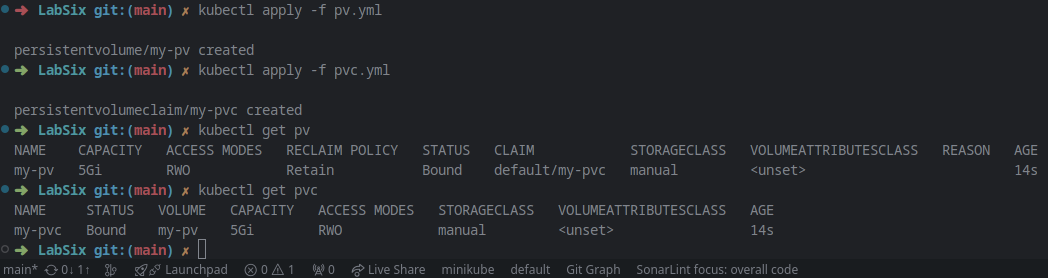 ➜ LabSix git:(main) ✗ kubectl apply -f pv.yml
persistentvolume/my-pv created
➜ LabSix git:(main) ✗ kubectl apply -f pvc.yml
persistentvolumeclaim/my-pvc created
➜ LabSix git:(main) ✗ kubectl get pv
NAME CAPACITY ACCESS MODES RECLAIM POLICY STATUS CLAIM STORAGECLASS VOLUMEATTRIBUTESCLASS REASON AGE
my-pv 5Gi RWO Retain Bound default/my-pvc manual <unset> 14s
➜ LabSix git:(main) ✗ kubectl get pvc
NAME STATUS VOLUME CAPACITY ACCESS MODES STORAGECLASS VOLUMEATTRIBUTESCLASS AGE
my-pvc Bound my-pv 5Gi RWO manual <unset> 14s
➜ LabSix git:(main) ✗
main* 0↓ 1↑ Launchpad 0 1 0 Live Share minikube default Git Graph SonarLint focus: overall code